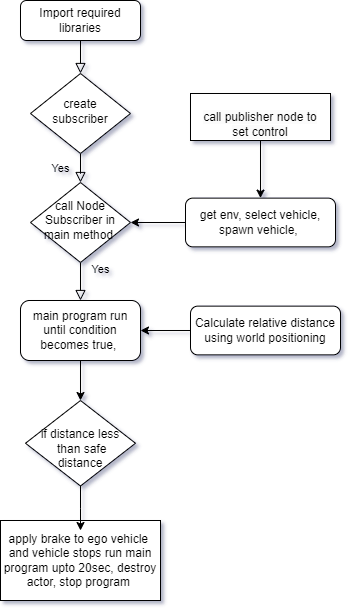 Import required
libraries
create
subscriber
call publisher node to
set control
Yes
call Node
Subscriber in
main method
get env, select vehicle,
spawn vehicle,
Yes
main program run
until condition
becomes true,
Calculate relative distance
using world positioning
if distance less
than safe
distance
apply brake to ego vehicle
and vehicle stops run main
program upto 20sec, destroy
actor, stop program